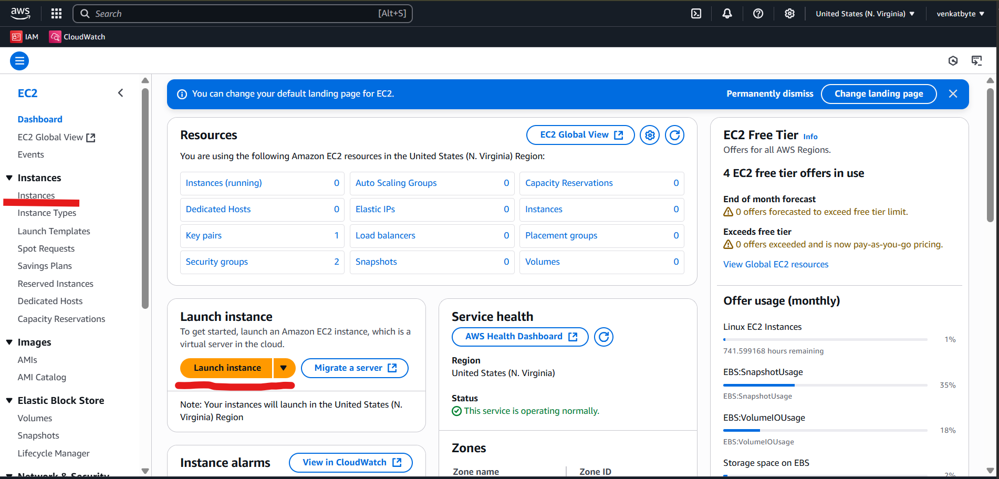 aws
Search [Alt+S]
United States (N. Virginia) ▼
venkatbyte ▼
IAM
CloudWatch
EC2
Dashboard
EC2 Global View
Events
Instances
Instances
Instance Types
Launch Templates
Spot Requests
Savings Plans
Reserved Instances
Dedicated Hosts
Capacity Reservations
Images
AMIs
AMI Catalog
Elastic Block Store
Volumes
Snapshots
Lifecycle Manager
Network & Security
You can change your default landing page for EC2.
Permanently dismiss
Change landing page
Resources
EC2 Global View
You are using the following Amazon EC2 resources in the United States (N. Virginia) Region:
Instances (running) 0
Auto Scaling Groups 0
Capacity Reservations 0
Dedicated Hosts 0
Elastic IPs 0
Instances 0
Key pairs 1
Load balancers 0
Placement groups 0
Security groups 2
Snapshots 0
Volumes 0
Launch instance
To get started, launch an Amazon EC2 instance, which is a
virtual server in the cloud.
Launch instance
Migrate a server
Note: Your instances will launch in the United States (N.
Virginia) Region
Instance alarms
View in CloudWatch
Service health
AWS Health Dashboard
Region
United States (N. Virginia)
Status
This service is operating normally.
Zones
Zone name
Zone ID
EC2 Free Tier Info
Offers for all AWS Regions.
4 EC2 free tier offers in use
End of month forecast
0 offers forecasted to exceed free tier limit.
Exceeds free tier
0 offers exceeded and is now pay-as-you-go pricing.
View Global EC2 resources
Offer usage (monthly)
Linux EC2 Instances
1%
741.599168 hours remaining
EBS:SnapshotUsage
35%
EBS:SnapshotUsage
EBS:VolumeIOUsage
18%
EBS:VolumeIOUsage
Storage space on EBS
2%